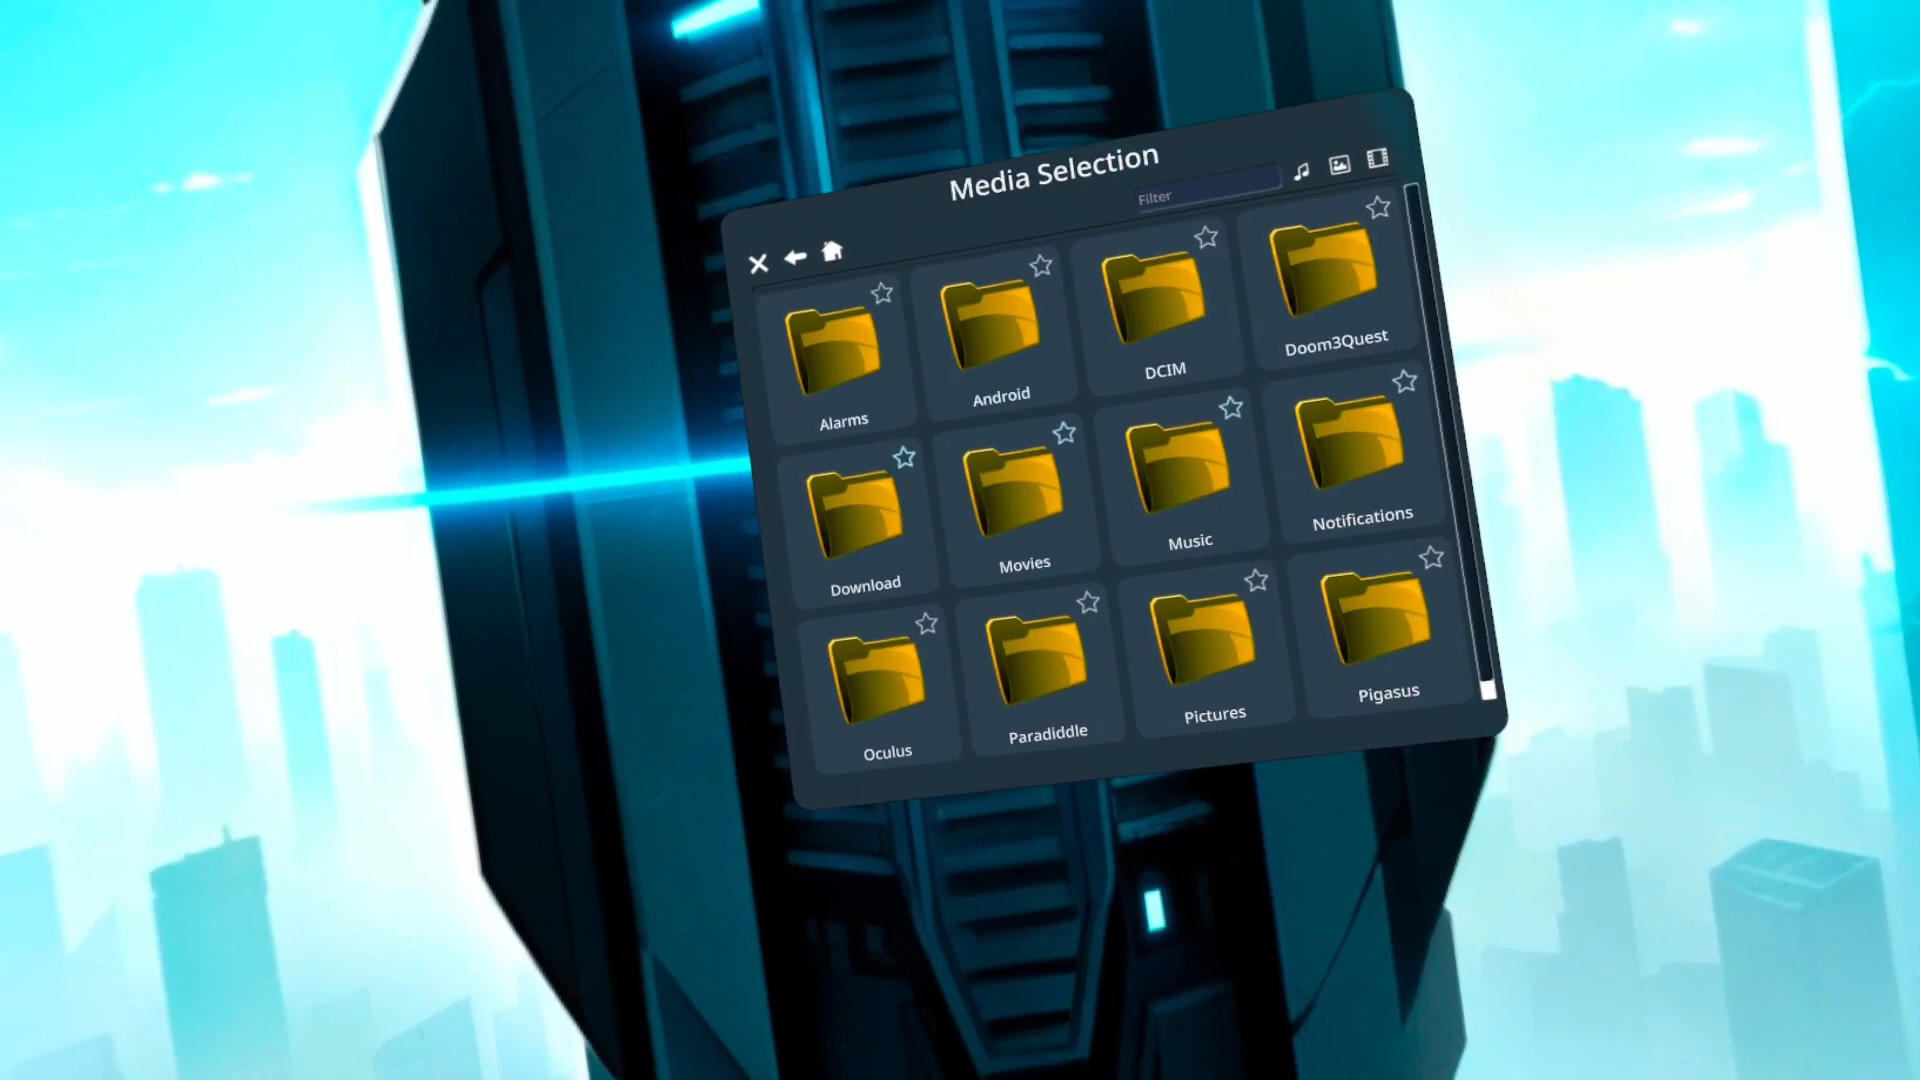 Media Selection
Filter
Alarms
Android
DCIM
Doom3Quest
Download
Movies
Music
Notifications
Oculus
Paradiddle
Pictures
Pigasus